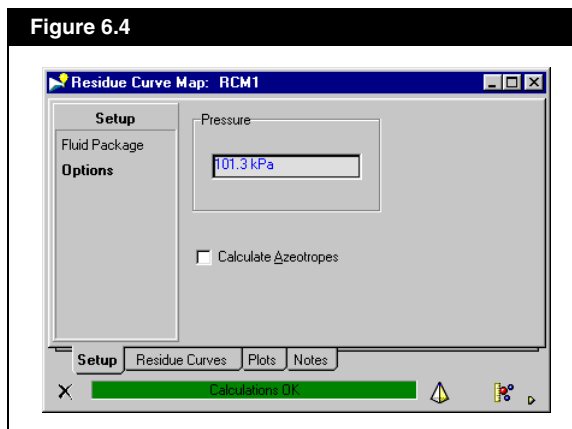 Figure 6.4
Residue Curve Map: RCM1
Setup
Fluid Package
Options
Pressure
101.3 kPa
Calculate Azeotropes
Setup
Residue Curves
Plots
Notes
Calculations OK